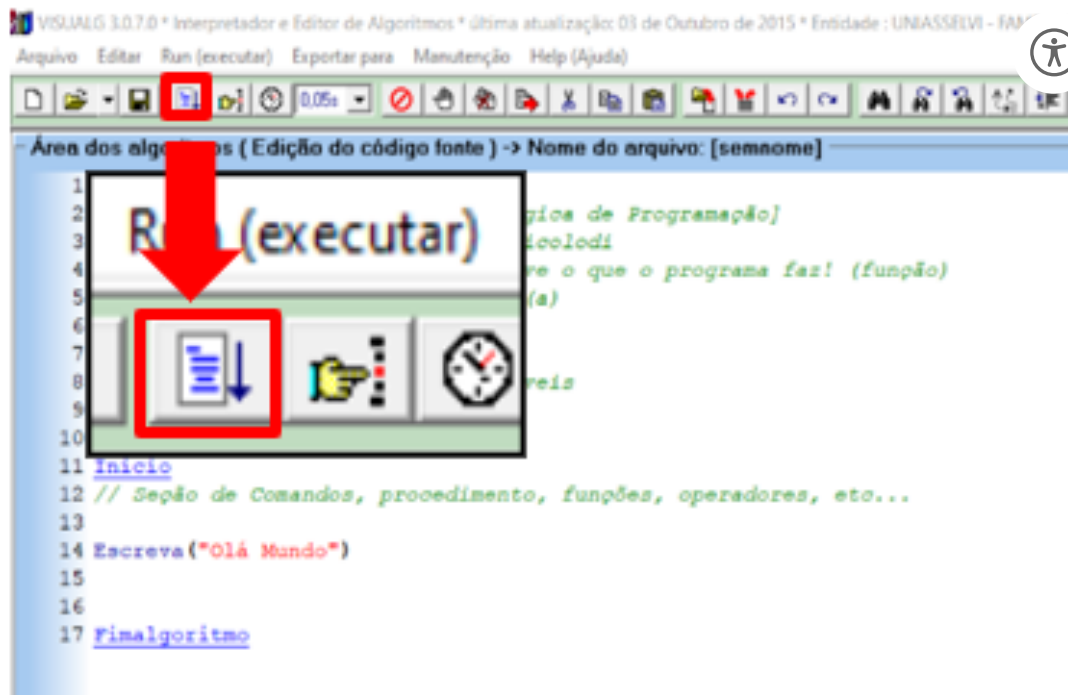 VISUALG 3.0.7.0 * Interpretador e Editor de Algoritmos * última atualização: 03 de Outubro de 2015 * Entidade : UNIASSELVI - FAM
Arquivo Editar Run (executar) Exportar para Manutenção Help (Ajuda)
0,05s
Área dos algoritmos ( Edição do código fonte ) -> Nome do arquivo: [semnome]
1
Run (executar)
2 gica de Programação]
3 icolodi
4 re o que o programa faz! (função)
5 (a)
6
7
8 reis
9
10
11 Inicio
12 // Seção de Comandos, procedimento, funções, operadores, etc...
13
14 Escreva("Olá Mundo")
15
16
17 Fimalgoritmo